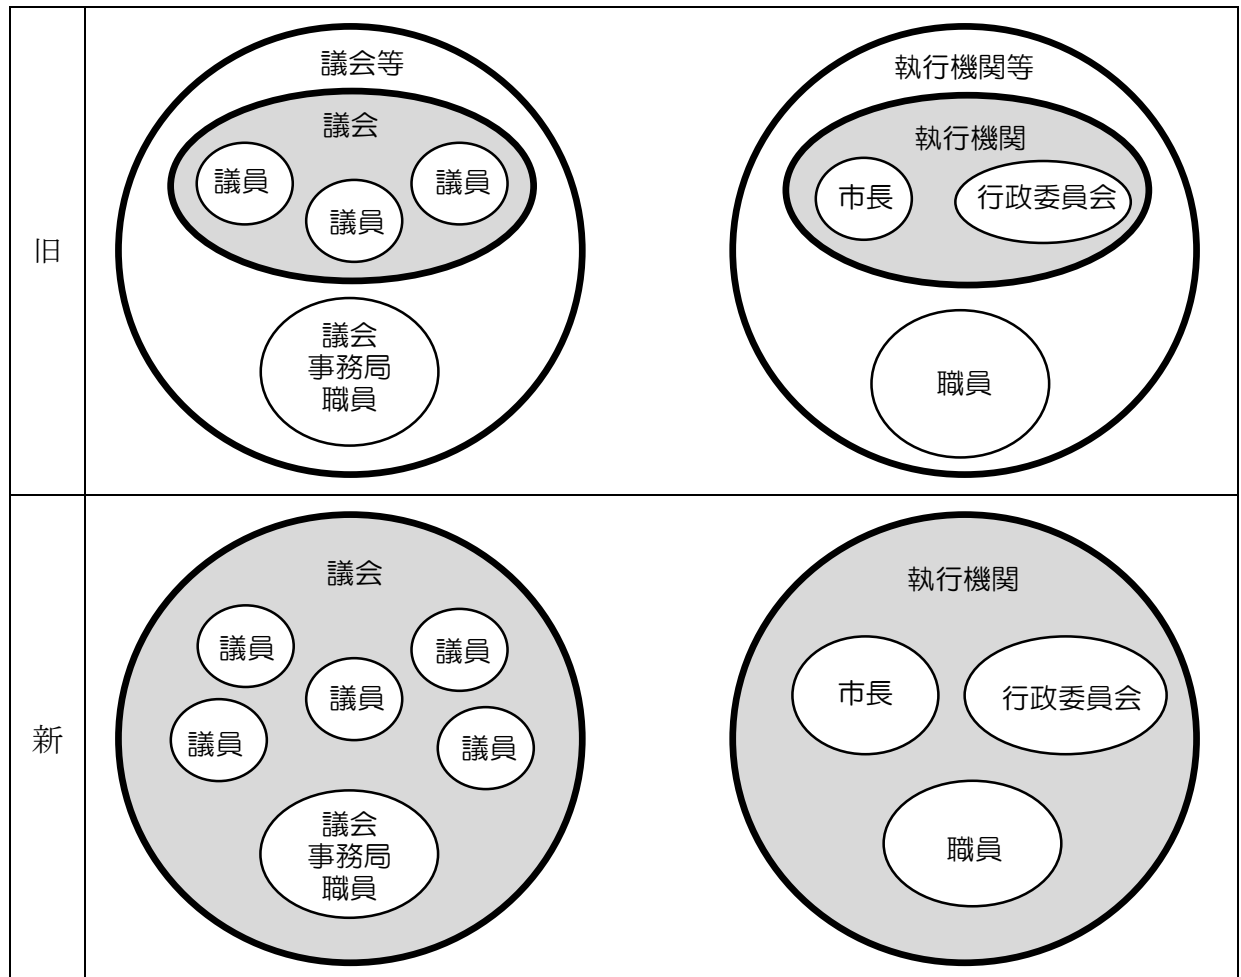 旧
議会等
議会
議員
議員
議員
議会
事務局
職員
執行機関等
執行機関
市長
行政委員会
職員
新
議会
議員
議員
議員
議員
議員
議会
事務局
職員
執行機関
市長
行政委員会
職員